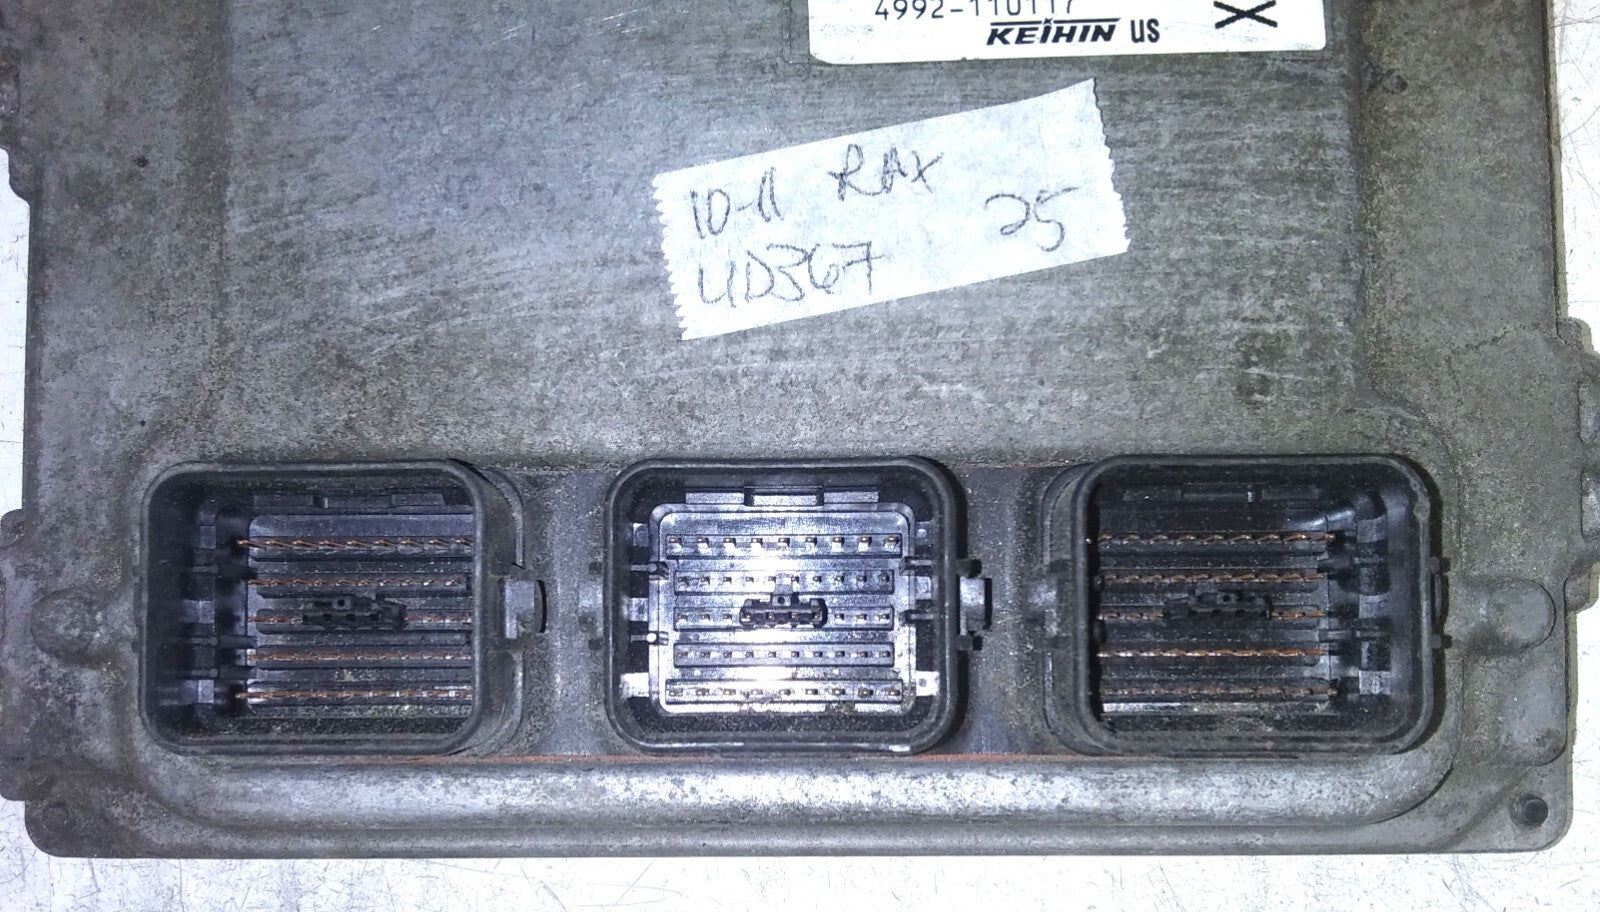 4992-110117
KEIHIN US
X
10-11 RAX
25
4D367